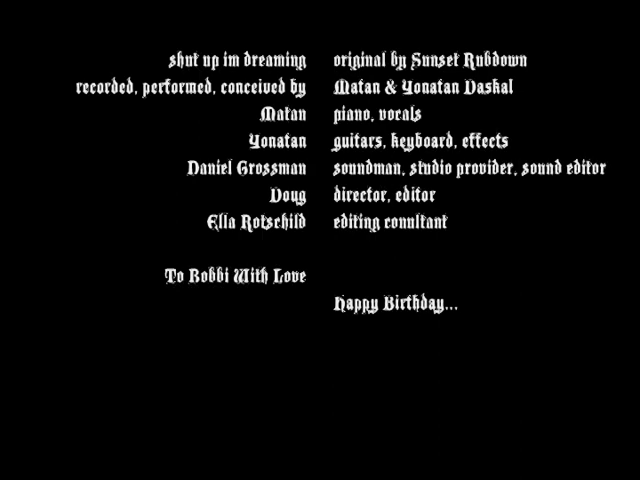 shut up im dreaming original by Sunset Rubdown
recorded, performed, conceived by Matan & Yonatan Daskal
Matan piano, vocals
Yonatan guitars, keyboard, effects
Daniel Grossman soundman, studio provider, sound editor
Doug director, editor
Ella Rotschild editing conultant
To Robbi With Love
Happy Birthday...